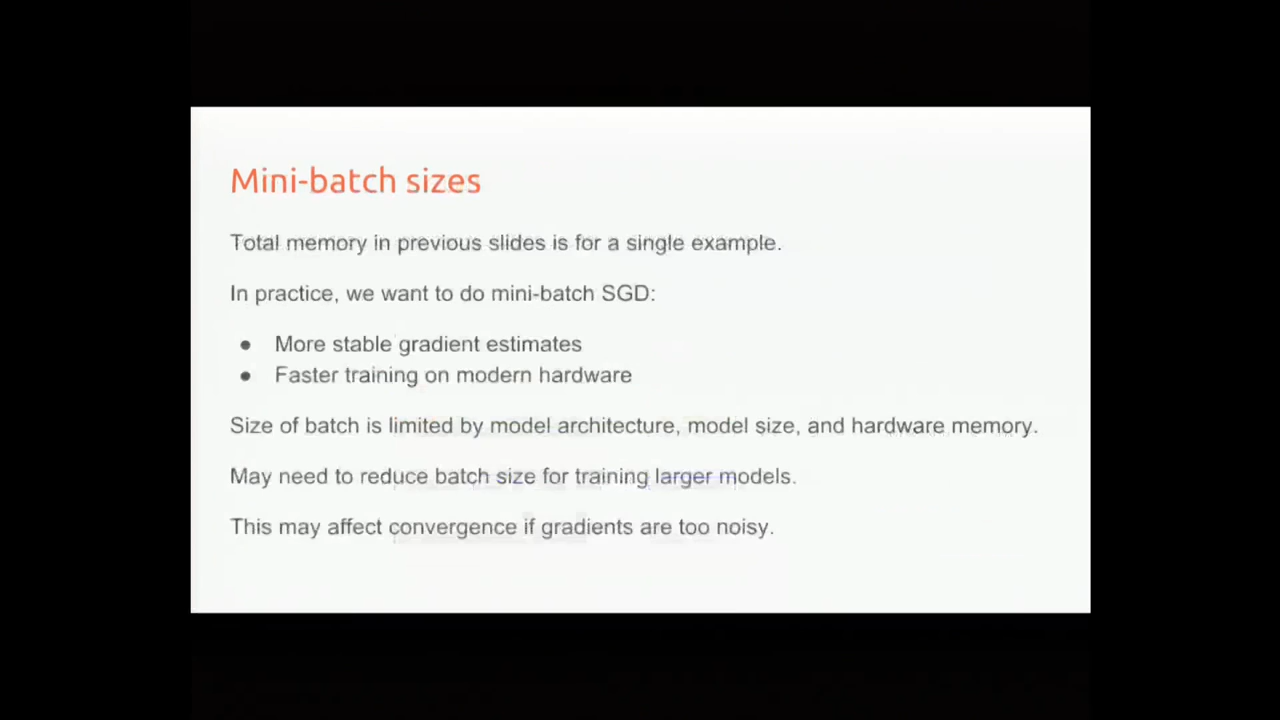 Mini-batch sizes
Total memory in previous slides is for a single example.
In practice, we want to do mini-batch SGD:
● More stable gradient estimates
● Faster training on modern hardware
Size of batch is limited by model architecture, model size, and hardware memory.
May need to reduce batch size for training larger models.
This may affect convergence if gradients are too noisy.